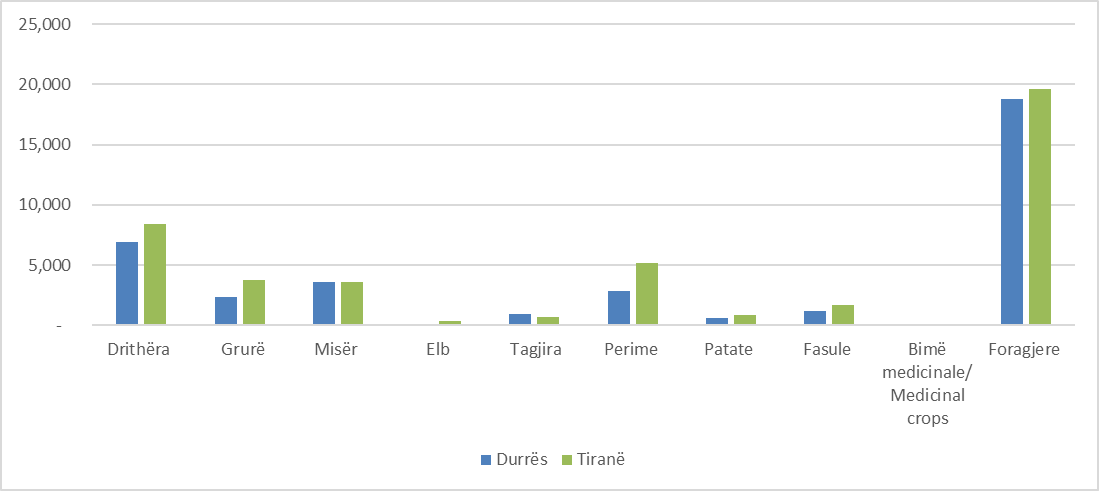 25,000
20,000
15,000
10,000
5,000
-
Drithëra Grurë Misër Elb Tagjira Perime Patate Fasule Bimë Foragjere
medicinale/
Medicinal
crops
Durrës Tiranë